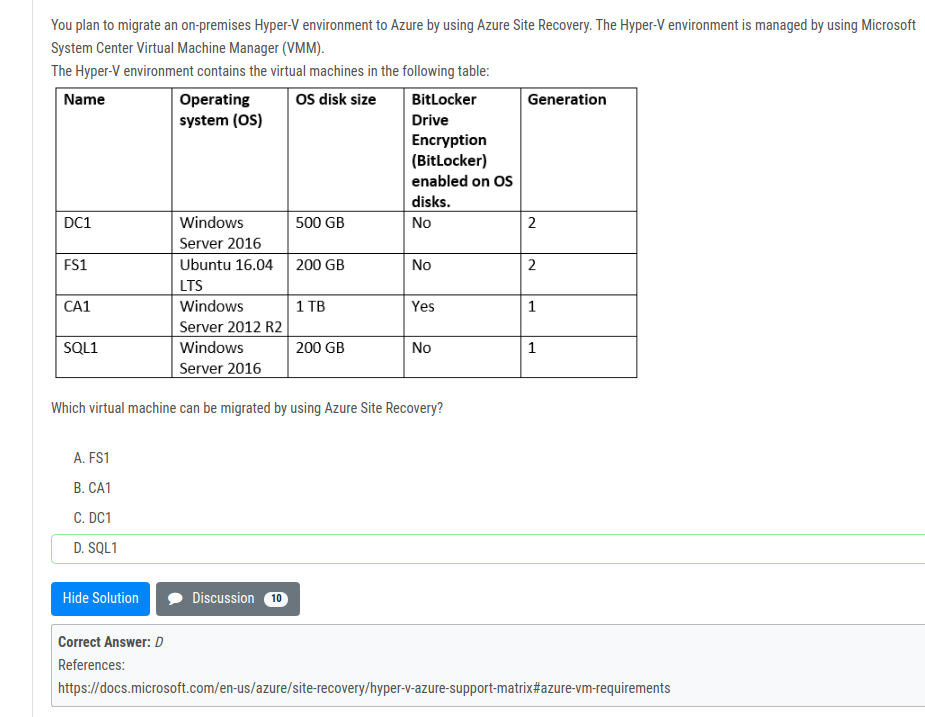 You plan to migrate an on-premises Hyper-V environment to Azure by using Azure Site Recovery. The Hyper-V environment is managed by using Microsoft
System Center Virtual Machine Manager (VMM).
The Hyper-V environment contains the virtual machines in the following table:
Name
Operating
system (OS)
OS disk size
BitLocker
Drive
Encryption
(BitLocker)
enabled on OS
disks.
Generation
DC1
Windows
Server 2016
500 GB
No
2
FS1
Ubuntu 16.04
LTS
200 GB
No
2
CA1
Windows
Server 2012 R2
1 TB
Yes
1
SQL1
Windows
Server 2016
200 GB
No
1
Which virtual machine can be migrated by using Azure Site Recovery?
A. FS1
B. CA1
C. DC1
D. SQL1
Hide Solution
Discussion 10
Correct Answer: D
References:
https://docs.microsoft.com/en-us/azure/site-recovery/hyper-v-azure-support-matrix#azure-vm-requirements